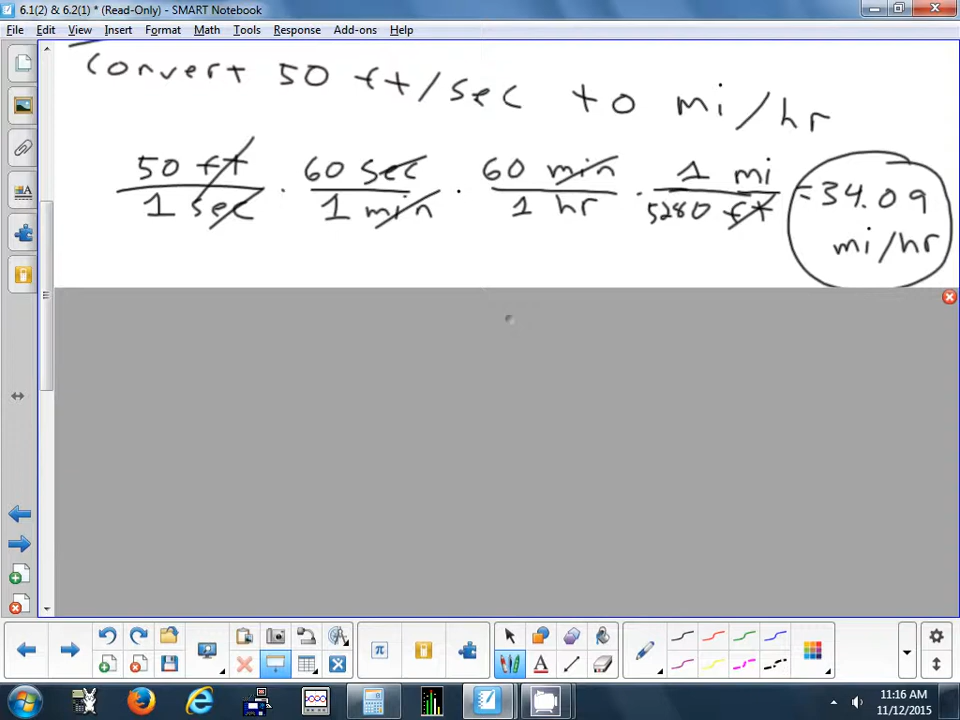 6.1(2) & 6.2(1) * (Read-Only) - SMART Notebook
File Edit View Insert Format Math Tools Response Add-ons Help
convert 50 ft/sec to mi/hr
50 ft/1 sec · 60 sec/1 min · 60 min/1 hr · 1 mi/5280 ft = 34.09 mi/hr
π
A
11:16 AM
11/12/2015